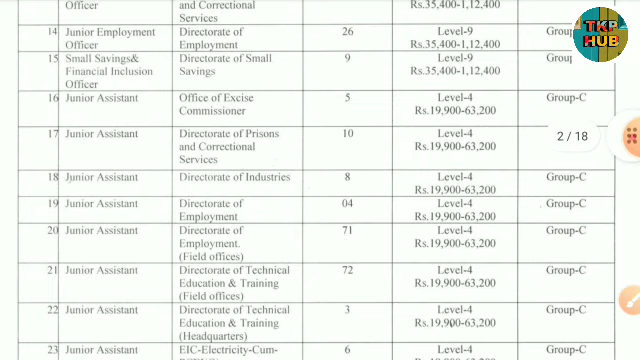 Officer and Correctional Rs.35,400-1,12,400
Services
14 Junior Employment Directorate of 26 Level-9 Group
Officer Employment Rs.35,400-1,12,400
15 Small Savings& Directorate of Small 9 Level-9 Group
Financial Inclusion Savings Rs.35,400-1,12,400
Officer
16 Junior Assistant Office of Excise 5 Level-4 Group-C
Commissioner Rs.19,900-63,200
17 Junior Assistant Directorate of Prisons 10 Level-4 Group-C
and Correctional Rs.19,900-63,200
Services
18 Junior Assistant Directorate of Industries 8 Level-4 Group-C
Rs.19,900-63,200
19 Junior Assistant Directorate of 04 Level-4 Group-C
Employment Rs.19,900-63,200
20 Junior Assistant Directorate of 71 Level-4 Group-C
Employment. Rs.19,900-63,200
(Field offices)
21 Junior Assistant Directorate of Technical 72 Level-4 Group-C
Education & Training Rs.19,900-63,200
(Field offices)
22 Junior Assistant Directorate of Technical 3 Level-4 Group-C
Education & Training Rs.19,900-63,200
(Headquarters)
23 Junior Assistant EIC-Electricity-Cum- 6 Level-4 Group-C
2 / 18
TKP
HUB